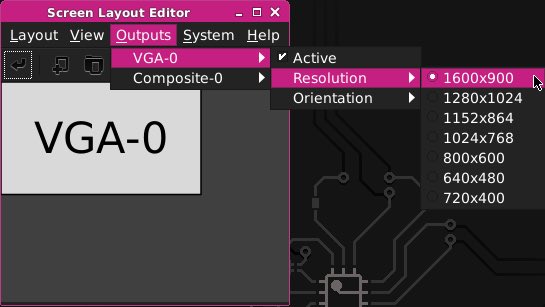 Screen Layout Editor
Layout View Outputs System Help
VGA-0
Composite-0
Active
Resolution
Orientation
1600x900
1280x1024
1152x864
1024x768
800x600
640x480
720x400
VGA-0